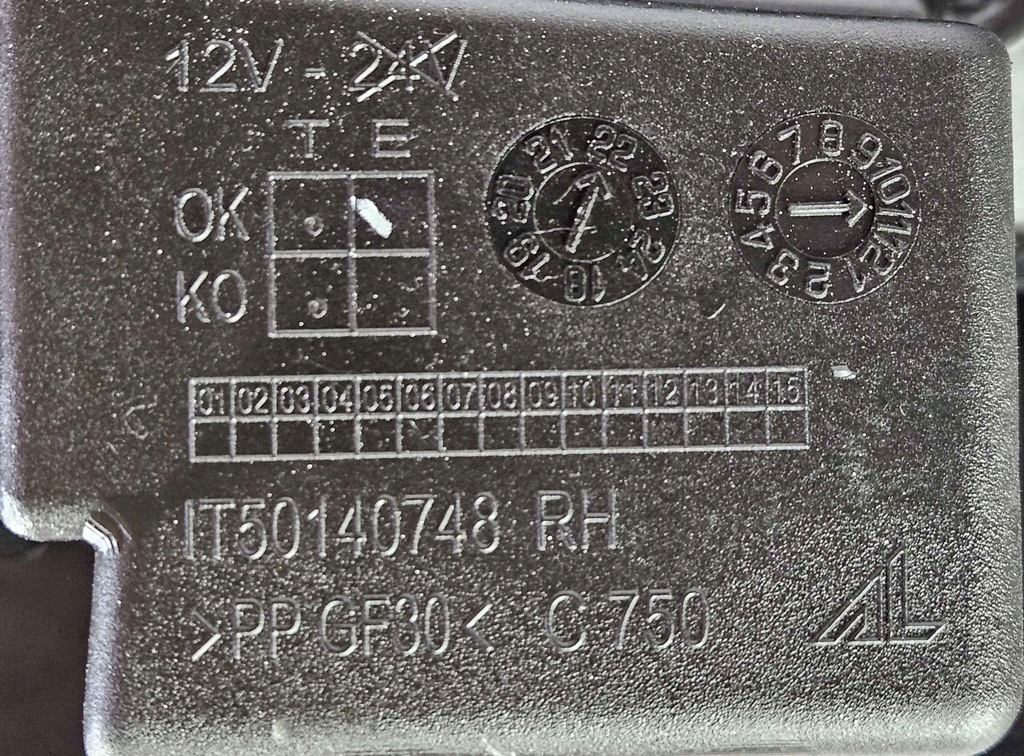 12V - 24V
T E
OK
KO
18 19 20 21 22 23 24
1 2 3 4 5 6 7 8 9 10 11 12
01 02 03 04 05 06 07 08 09 10 11 12 13 14 15
IT50140748 RH
>PP GF30< C 750
AL